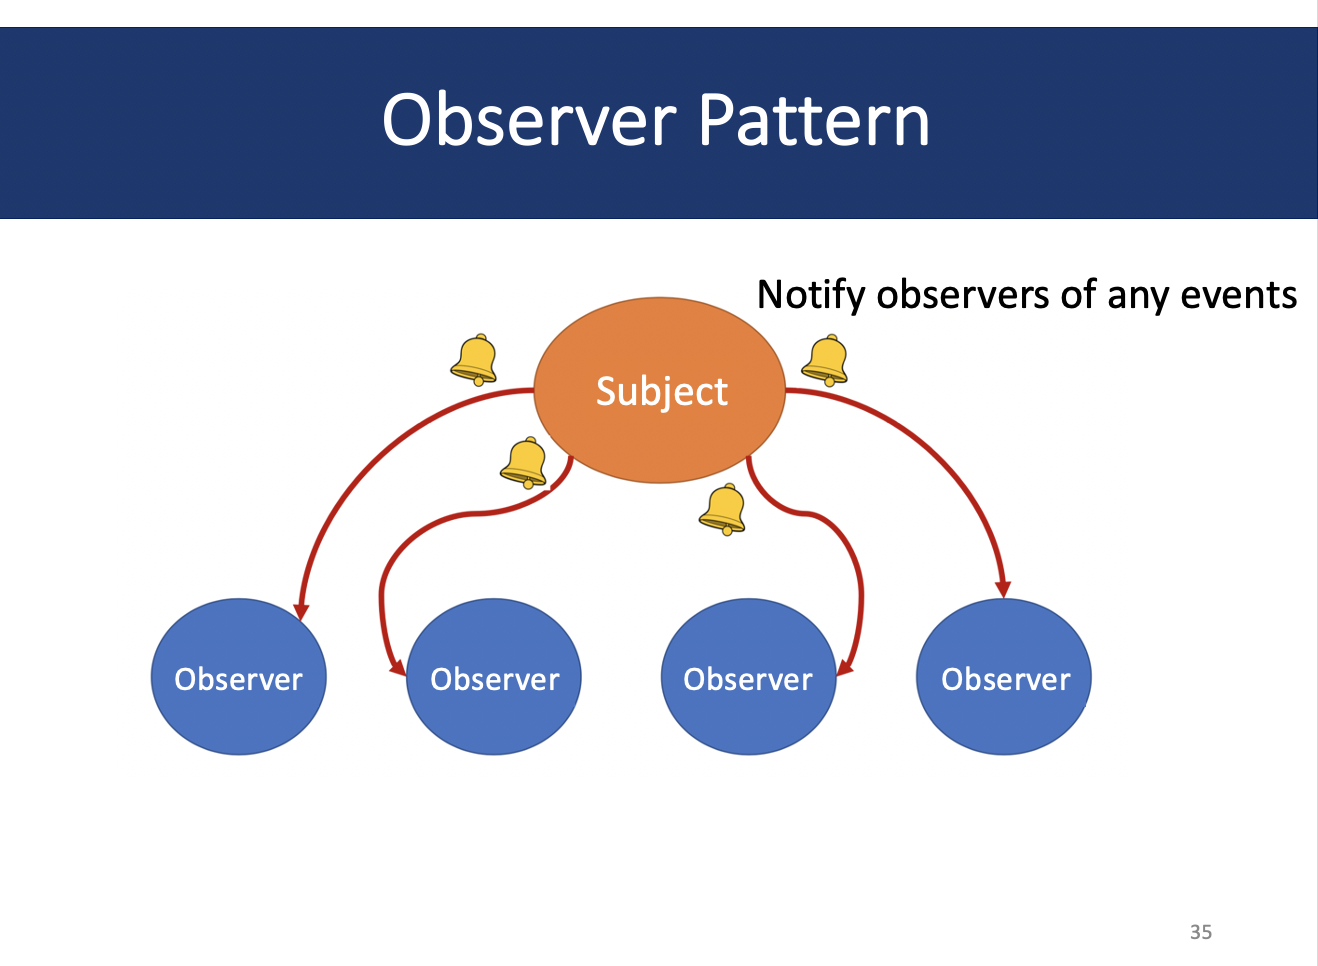 Observer Pattern
Notify observers of any events
Subject
Observer
Observer
Observer
Observer
35